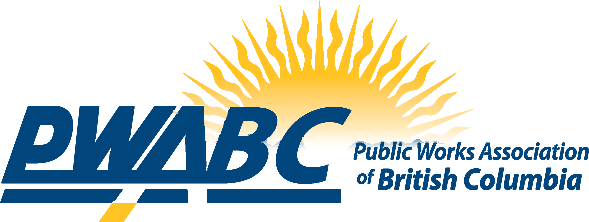 PWABC
Public Works Association
of British Columbia